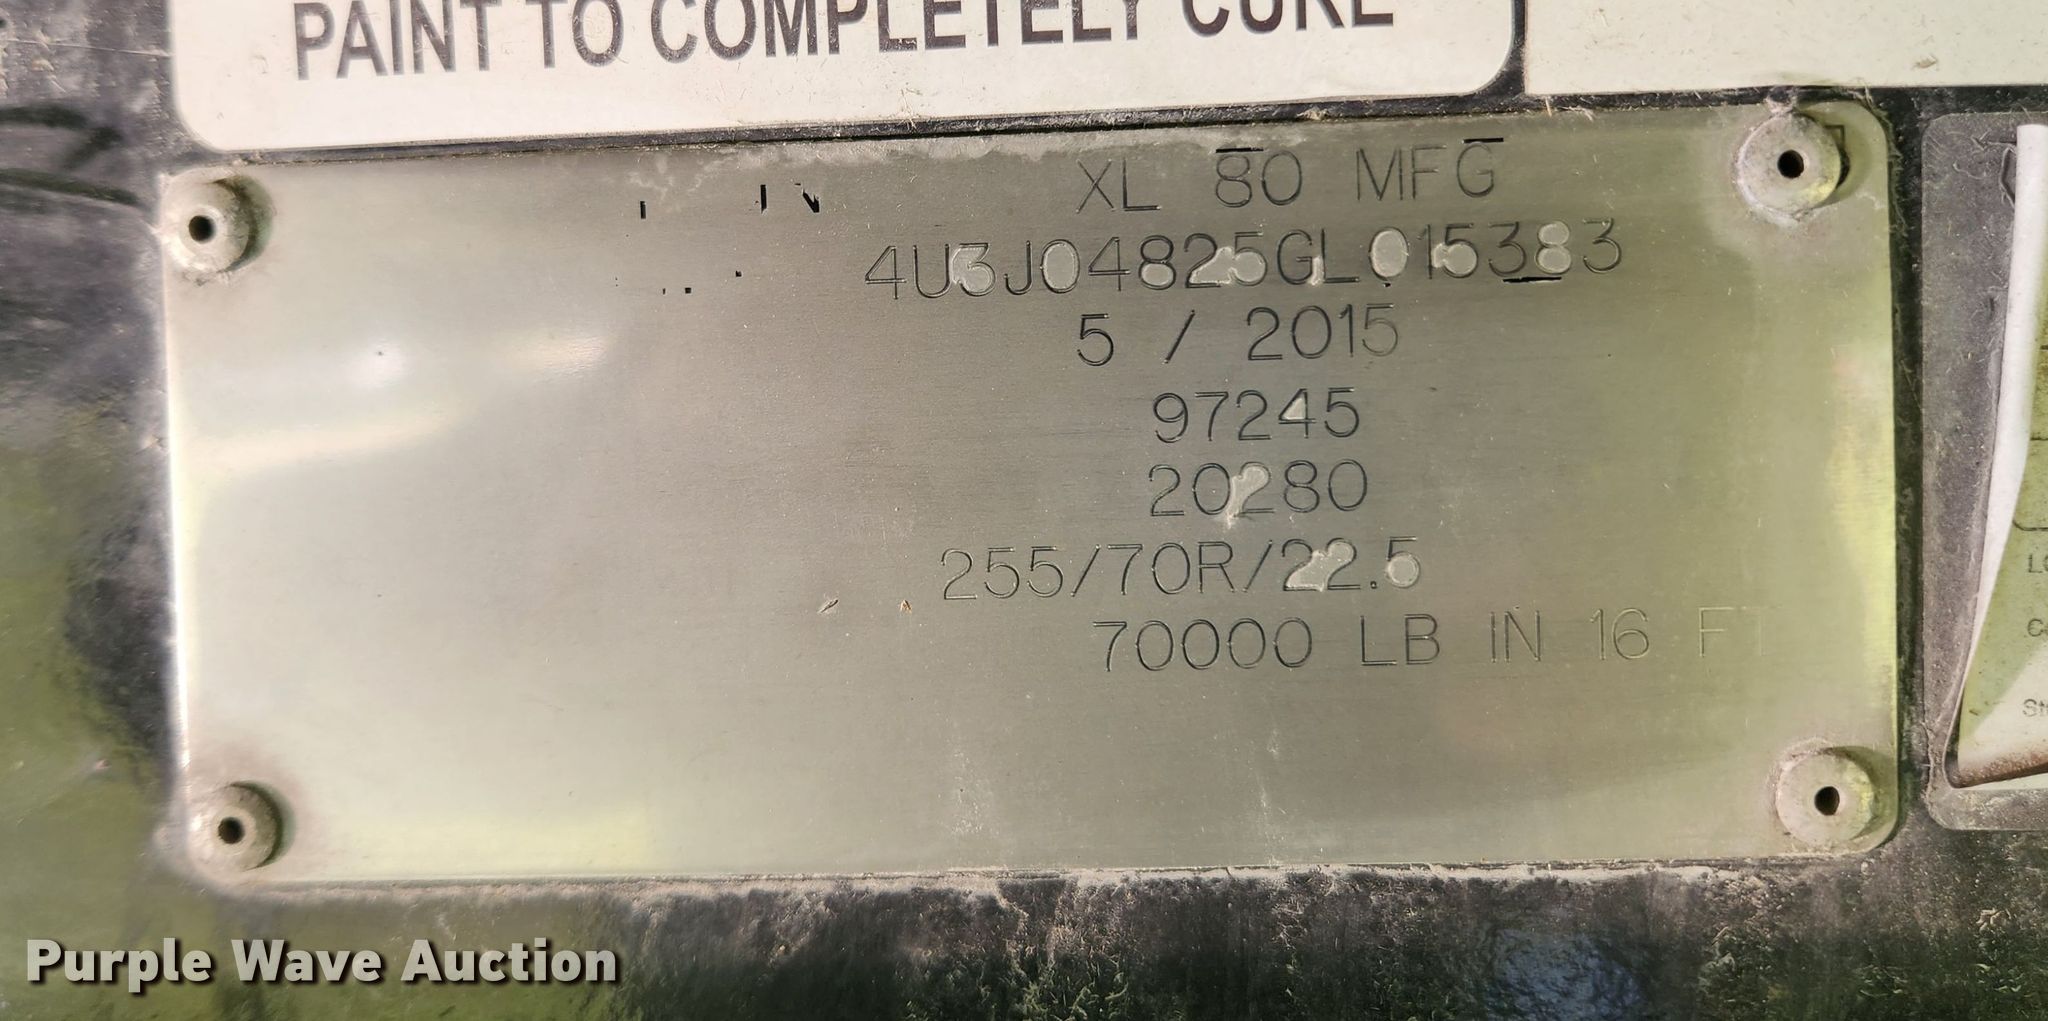 PAINT TO COMPLETELY CURE
XL 80 MFG
4U3J04825GL015383
5 / 2015
97245
20280
255/70R/22.5
70000 LB IN 16 FT
Purple Wave Auction